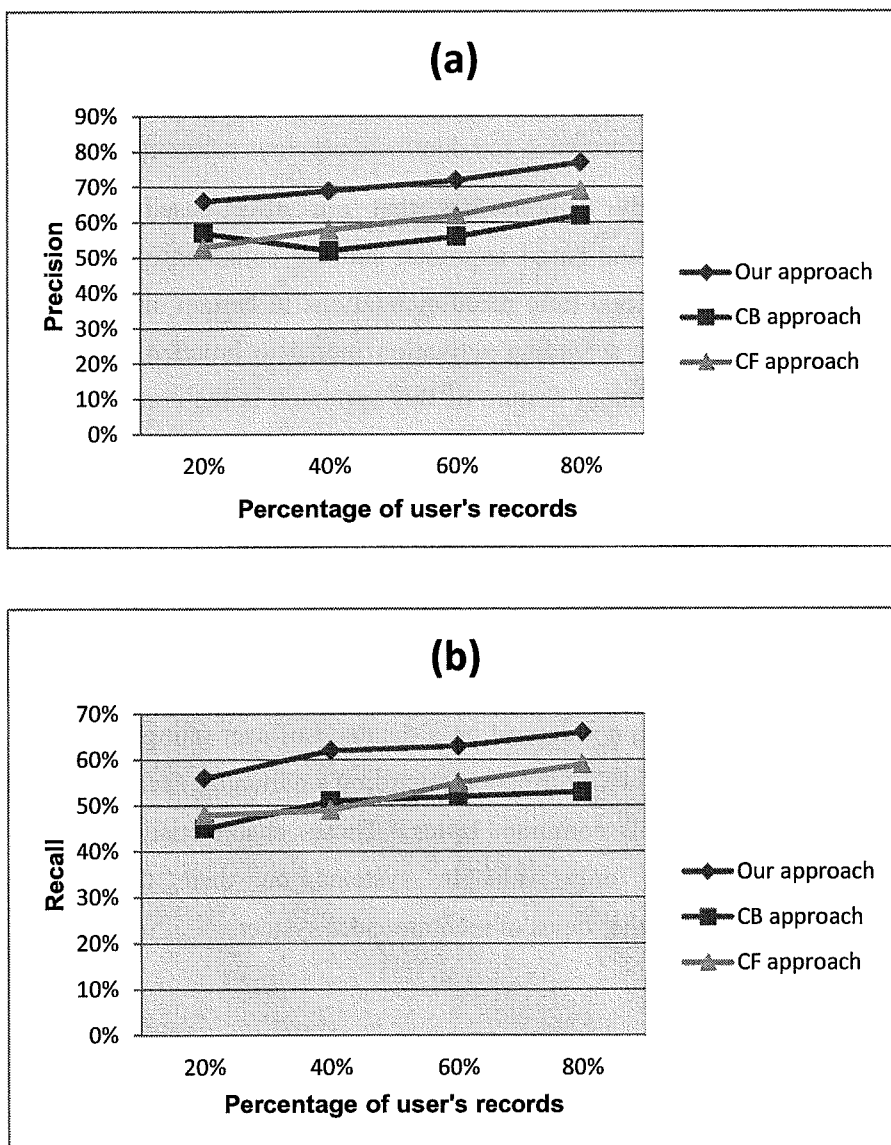 (a)
90%
80%
70%
60%
50%
40%
30%
20%
10%
0%
Precision
20% 40% 60% 80%
Percentage of user's records
Our approach
CB approach
CF approach
(b)
70%
60%
50%
40%
30%
20%
10%
0%
Recall
20% 40% 60% 80%
Percentage of user's records
Our approach
CB approach
CF approach